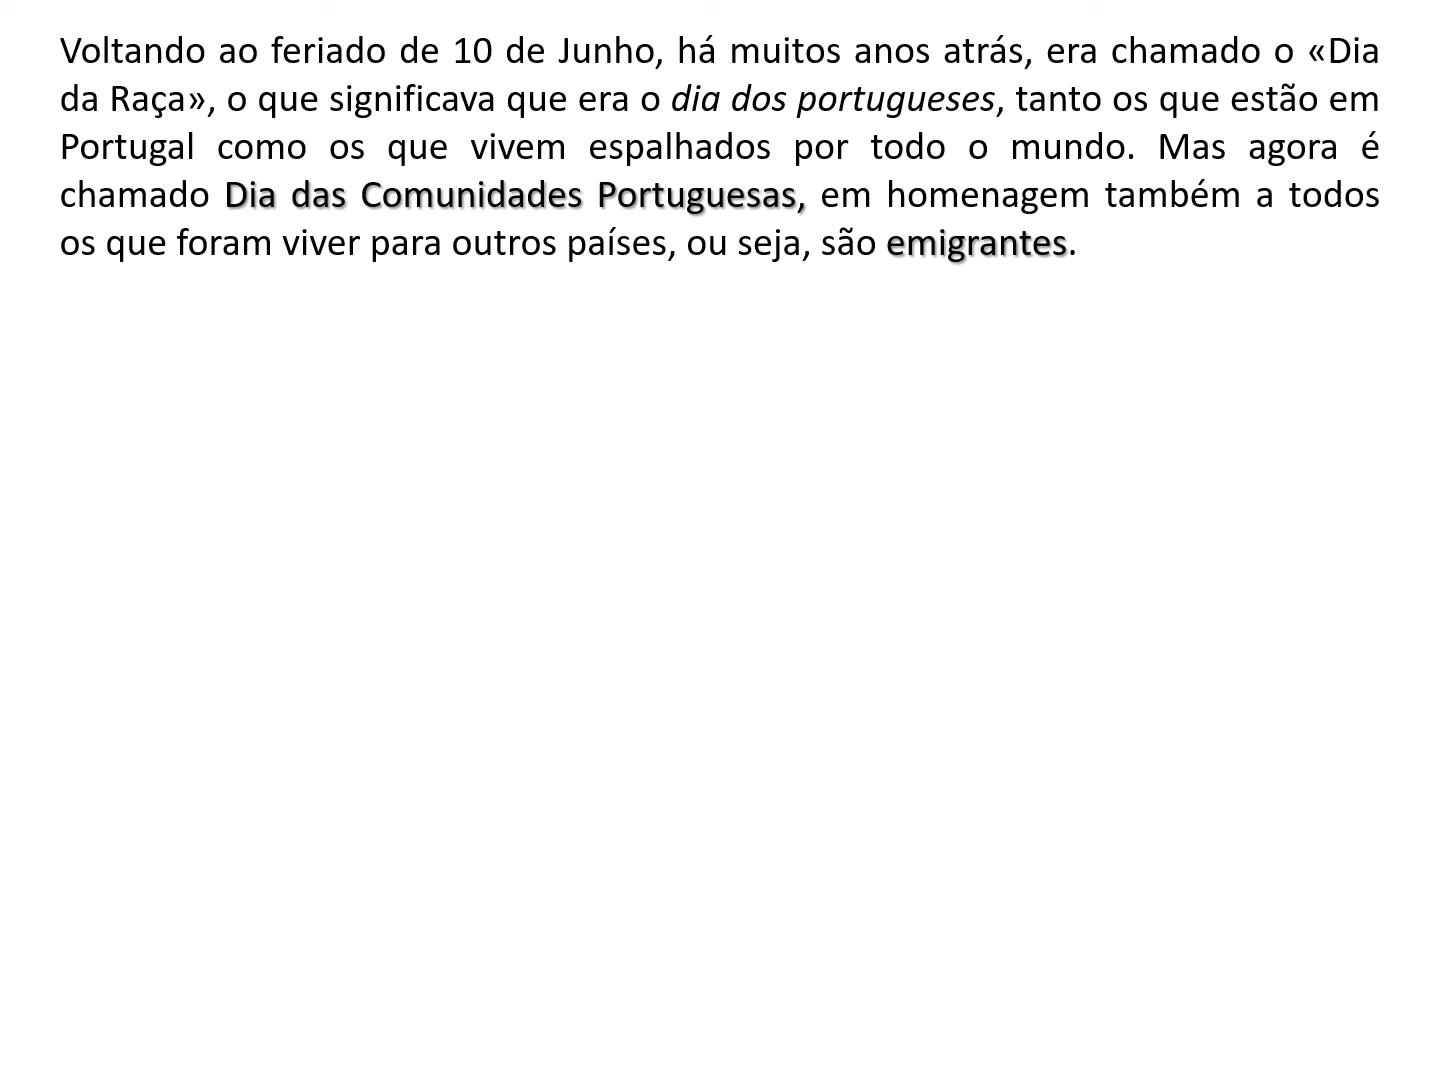 Voltando ao feriado de 10 de Junho, há muitos anos atrás, era chamado o «Dia
da Raça», o que significava que era o dia dos portugueses, tanto os que estão em
Portugal como os que vivem espalhados por todo o mundo. Mas agora é
chamado Dia das Comunidades Portuguesas, em homenagem também a todos
os que foram viver para outros países, ou seja, são emigrantes.